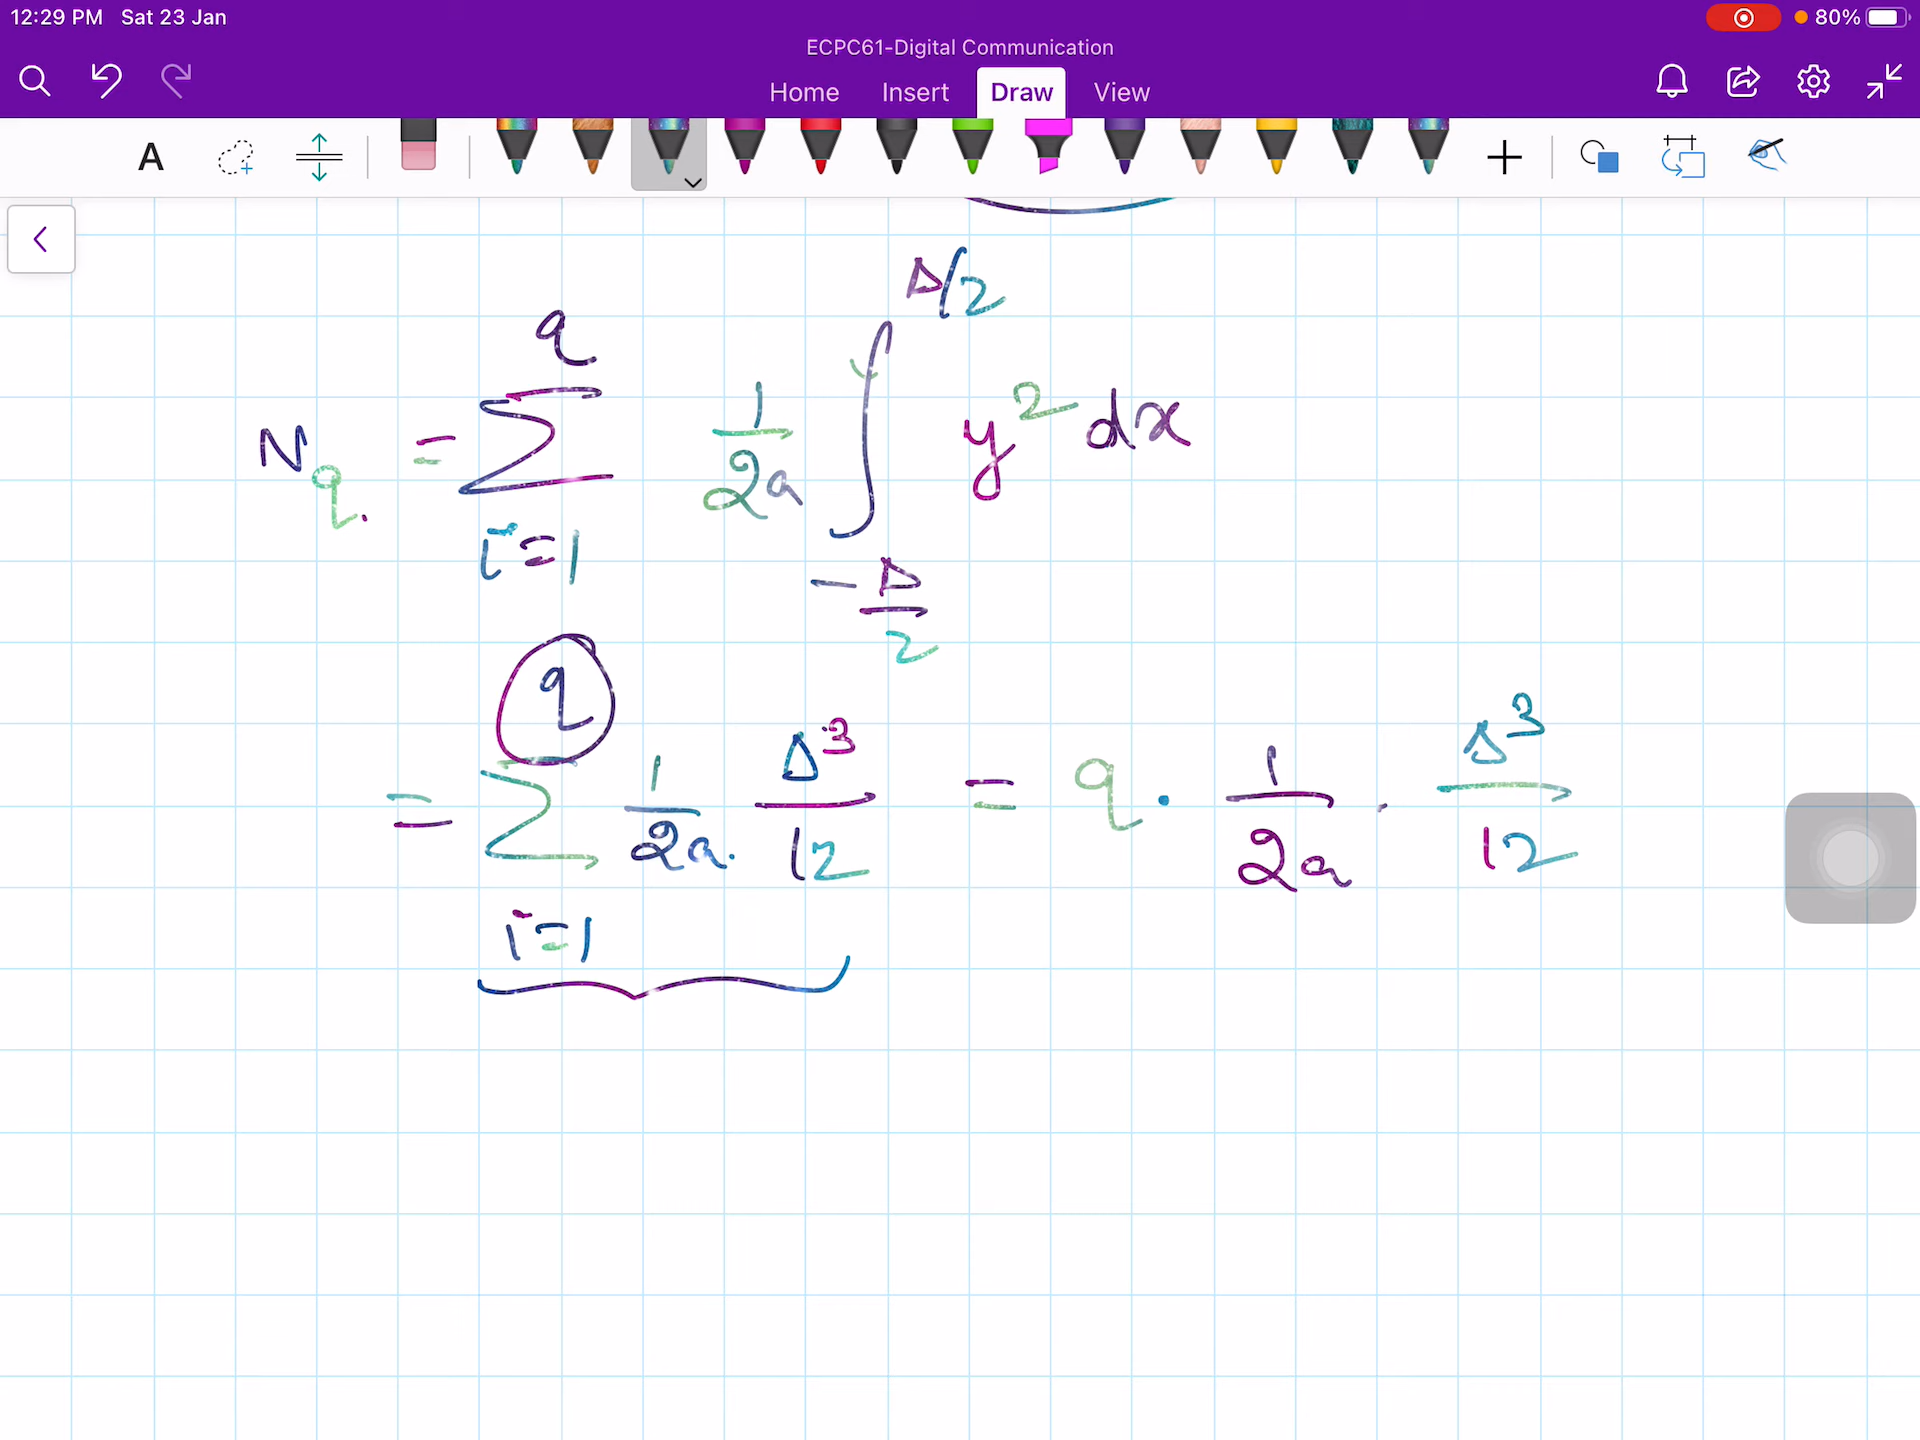 12:29 PM Sat 23 Jan 80%
ECPC61-Digital Communication
Home Insert Draw View
A
Δ/2
q
N_q. = Σ 1/2a ∫ y² dx
i=1
-Δ/2
q
= Σ 1/2a. Δ³/12 = q · 1/2a . Δ³/12
i=1